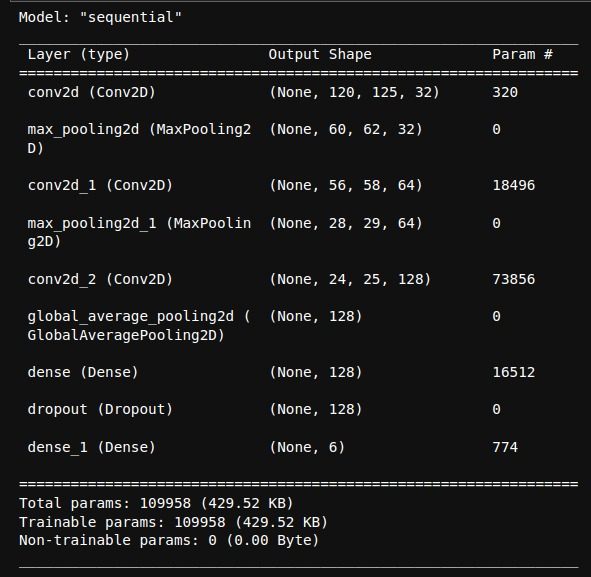 Model: "sequential"
Layer (type) Output Shape Param #
=================================================================
conv2d (Conv2D) (None, 120, 125, 32) 320
max_pooling2d (MaxPooling2 (None, 60, 62, 32) 0
D)
conv2d_1 (Conv2D) (None, 56, 58, 64) 18496
max_pooling2d_1 (MaxPoolin (None, 28, 29, 64) 0
g2D)
conv2d_2 (Conv2D) (None, 24, 25, 128) 73856
global_average_pooling2d ( (None, 128) 0
GlobalAveragePooling2D)
dense (Dense) (None, 128) 16512
dropout (Dropout) (None, 128) 0
dense_1 (Dense) (None, 6) 774
=================================================================
Total params: 109958 (429.52 KB)
Trainable params: 109958 (429.52 KB)
Non-trainable params: 0 (0.00 Byte)